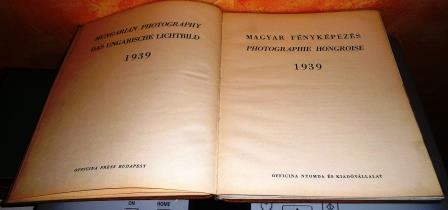 HUNGARIAN PHOTOGRAPHY
DAS UNGARISCHE LICHTBILD
1939
OFFICINA PRESS BUDAPEST
MAGYAR FÉNYKÉPEZÉS
PHOTOGRAPHIE HONGROISE
1939
OFFICINA NYOMDA ÉS KIADÓVÁLLALAT
ON
HOME